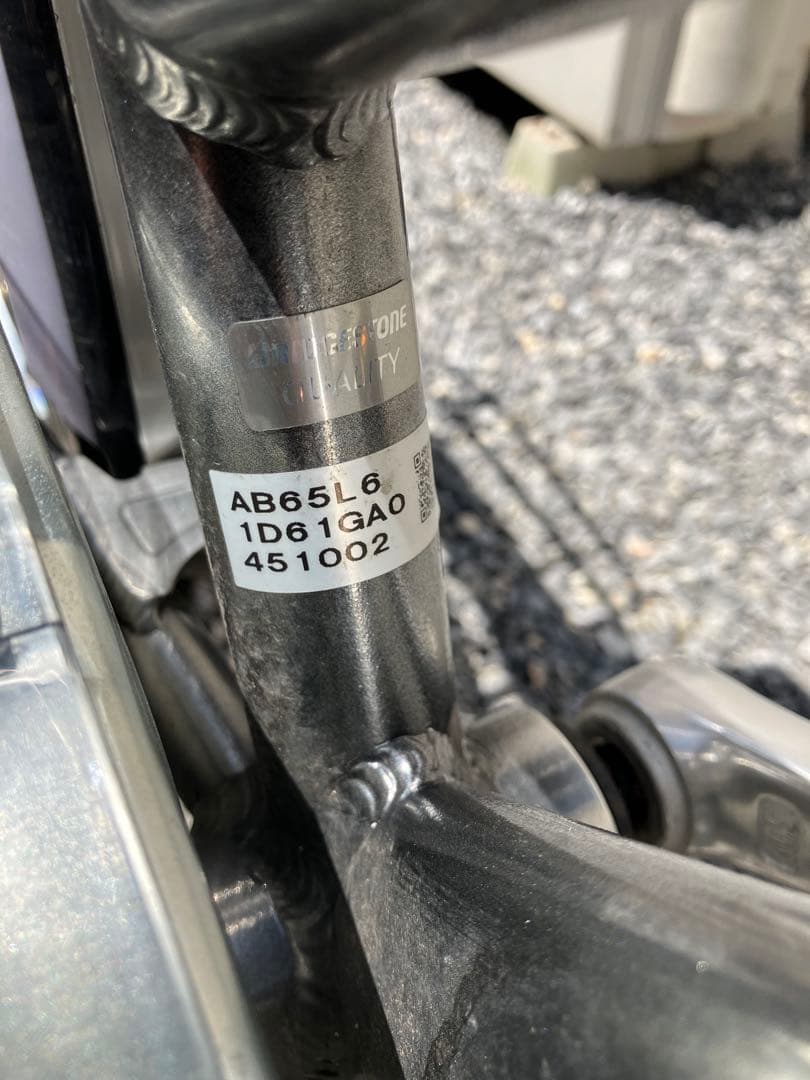 BRIDGESTONE
QUALITY
AB65L6
1D61GA0
451002